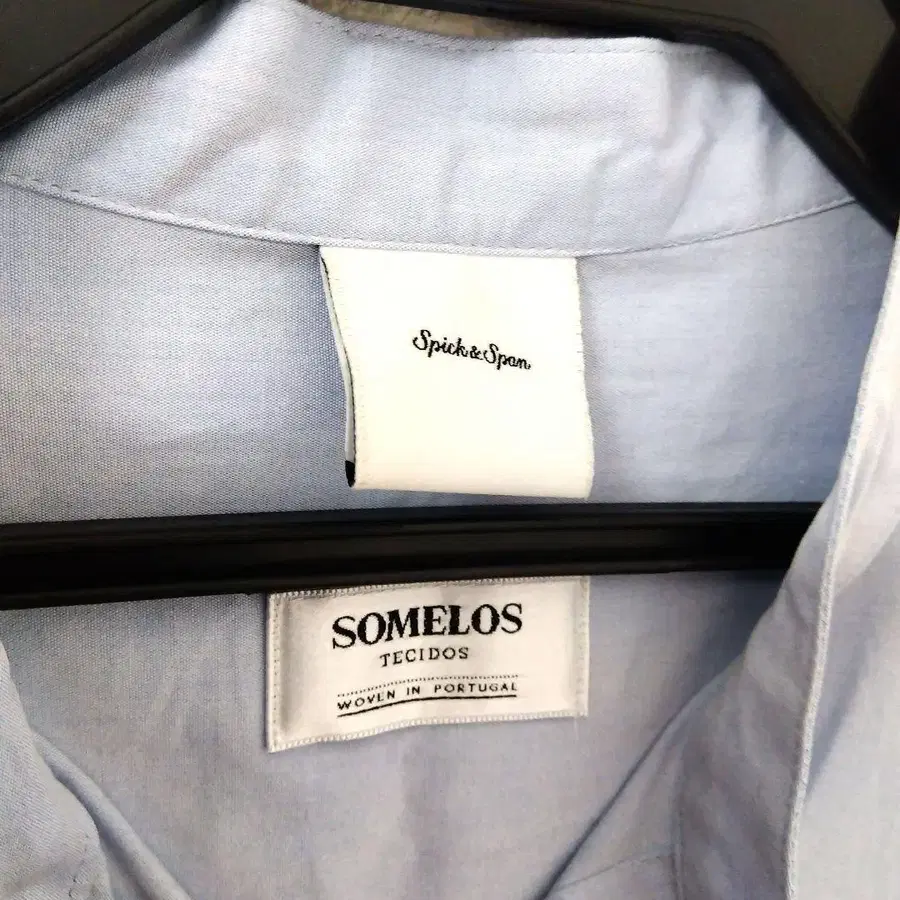 Spick & Span
SOMELOS
TECIDOS
WOVEN IN PORTUGAL